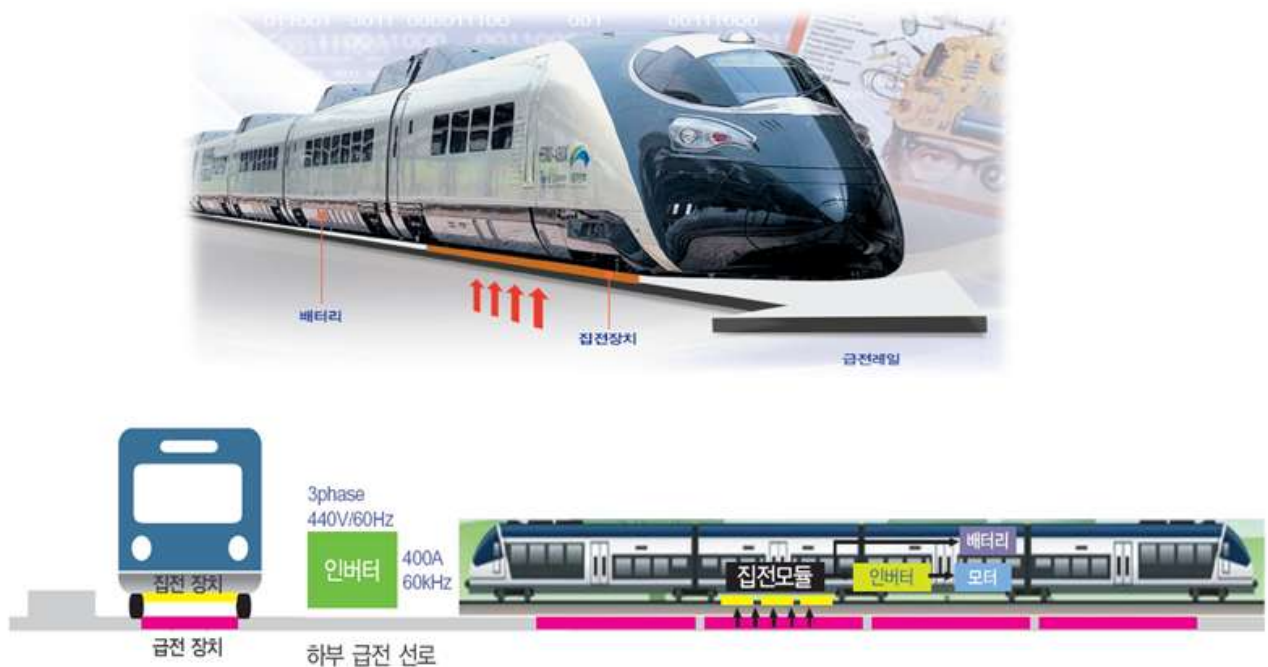 배터리
집전장치
급전레일
3phase
440V/60Hz
인버터
400A
60kHz
집전 장치
급전 장치
하부 급전 선로
배터리
집전모듈
인버터
모터